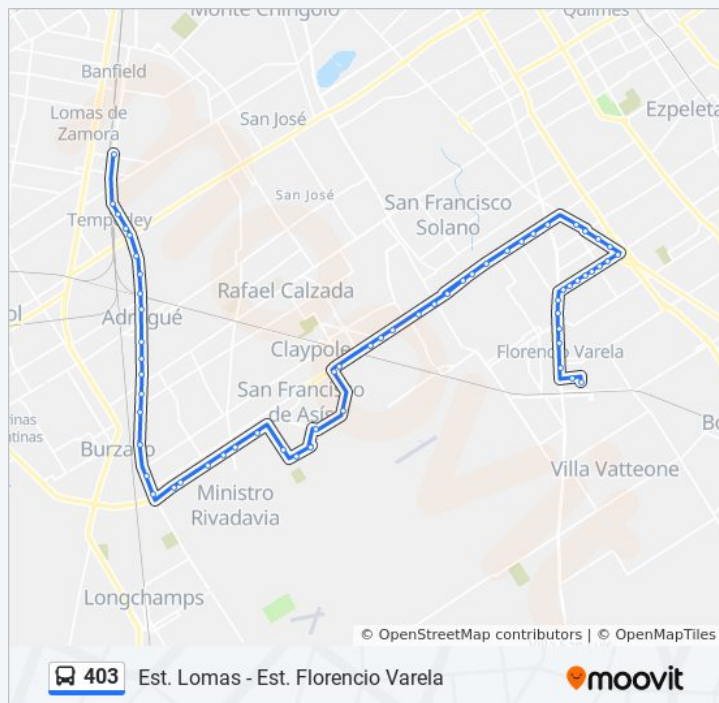 Monte Chingolo
Quilmes
Banfield
Ezpeleta
Lomas de
Zamora
San José
San José
San Francisco
Solano
Temperley
Rafael Calzada
Adrogué
Claypole
Florencio Varela
San Francisco
de Asís
Burzaco
Villa Vatteone
Ministro
Rivadavia
Longchamps
© OpenStreetMap contributors | © OpenMapTiles
403 Est. Lomas - Est. Florencio Varela
moovit